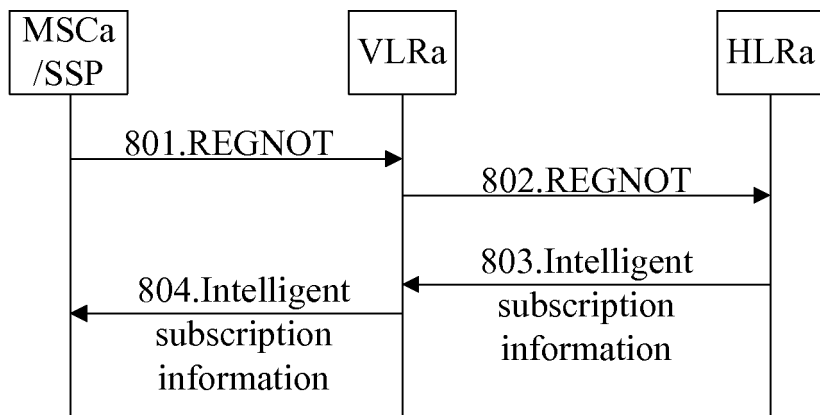 MSCa
/SSP
VLRa
HLRa
801.REGNOT
802.REGNOT
803.Intelligent
subscription
information
804.Intelligent
subscription
information